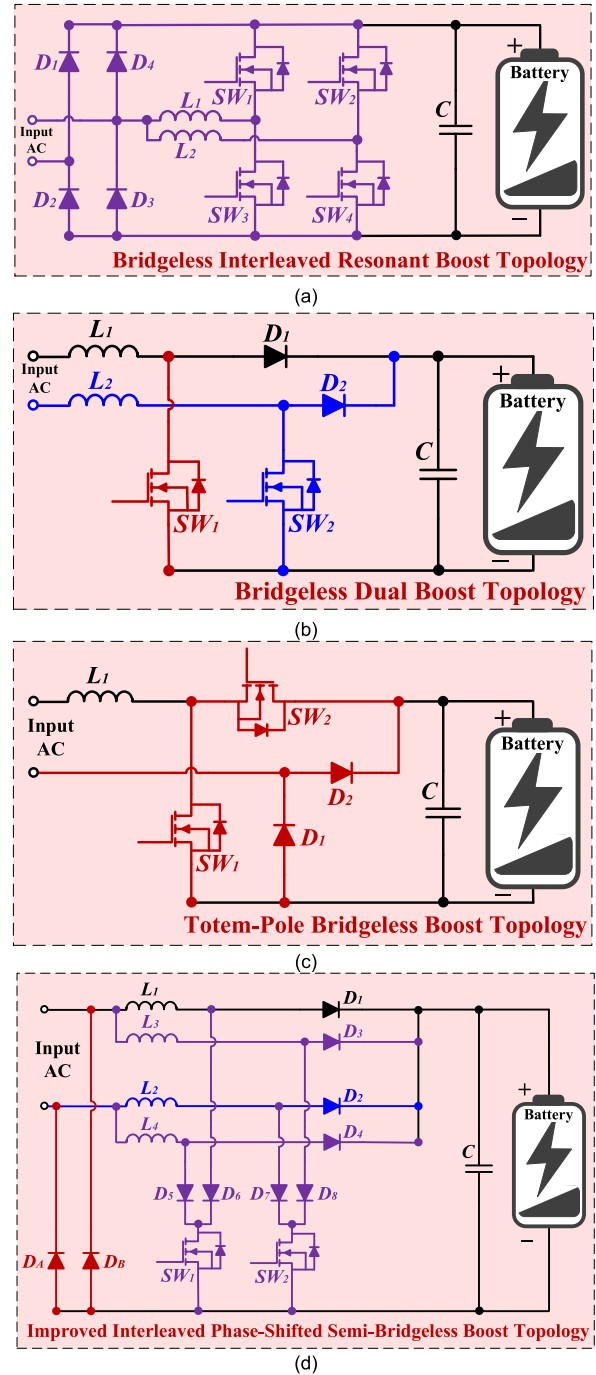 D1
D4
L1
SW1
SW2
Input
AC
L2
C
+
Battery
D2
D3
SW3
SW4
−
Bridgeless Interleaved Resonant Boost Topology
(a)
L1
D1
Input
AC
L2
D2
+
Battery
C
SW1
SW2
−
Bridgeless Dual Boost Topology
(b)
L1
SW2
Input
AC
+
Battery
D2
C
SW1
D1
−
Totem-Pole Bridgeless Boost Topology
(c)
L1
D1
L3
D3
Input
AC
L2
D2
+
Battery
L4
D4
C
D5
D6
D7
D8
DA
DB
SW1
SW2
−
Improved Interleaved Phase-Shifted Semi-Bridgeless Boost Topology
(d)